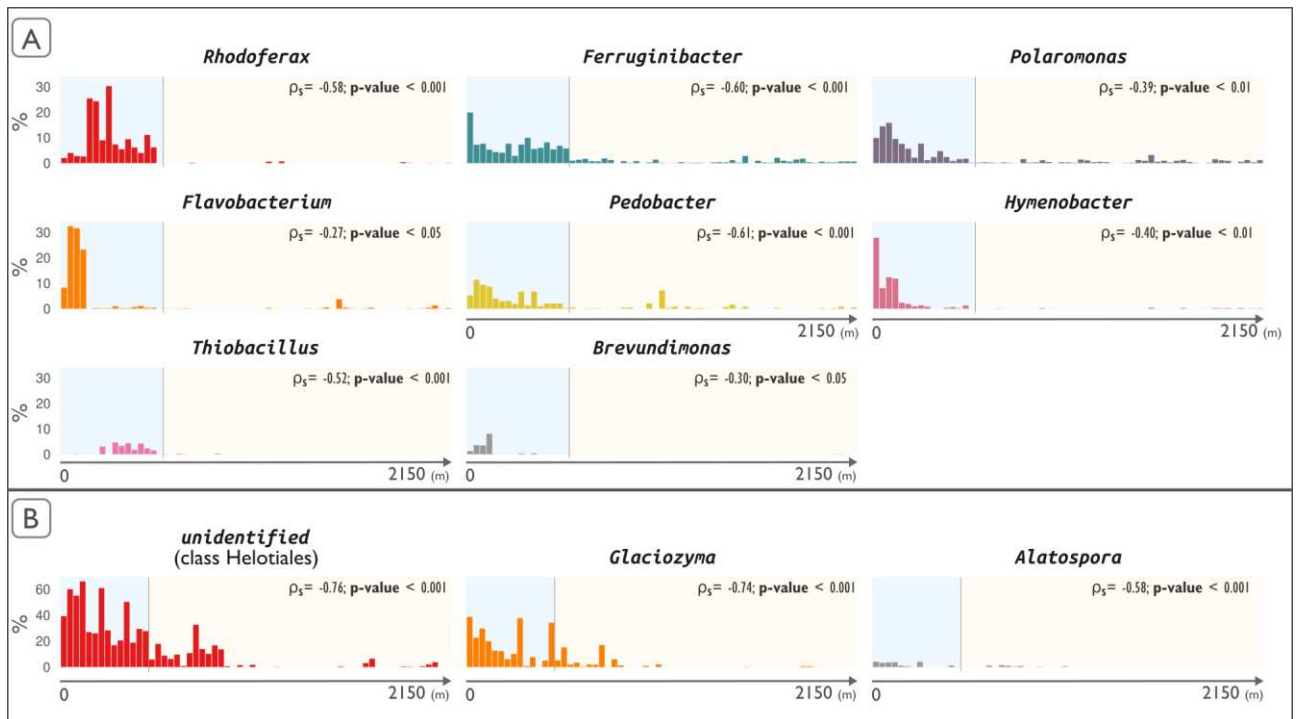 A
Rhodoferax
Ferruginibacter
Polaromonas
%
30
20
10
0
ρs= -0.58; p-value < 0.001
ρs= -0.60; p-value < 0.001
ρs= -0.39; p-value < 0.01
Flavobacterium
Pedobacter
Hymenobacter
%
30
20
10
0
ρs= -0.27; p-value < 0.05
ρs= -0.61; p-value < 0.001
ρs= -0.40; p-value < 0.01
0
2150 (m)
0
2150 (m)
Thiobacillus
Brevundimonas
%
30
20
10
0
ρs= -0.52; p-value < 0.001
ρs= -0.30; p-value < 0.05
0
2150 (m)
0
2150 (m)
B
unidentified
(class Helotiales)
Glaciozyma
Alatospora
%
60
40
20
0
ρs= -0.76; p-value < 0.001
ρs= -0.74; p-value < 0.001
ρs= -0.58; p-value < 0.001
0
2150 (m)
0
2150 (m)
0
2150 (m)